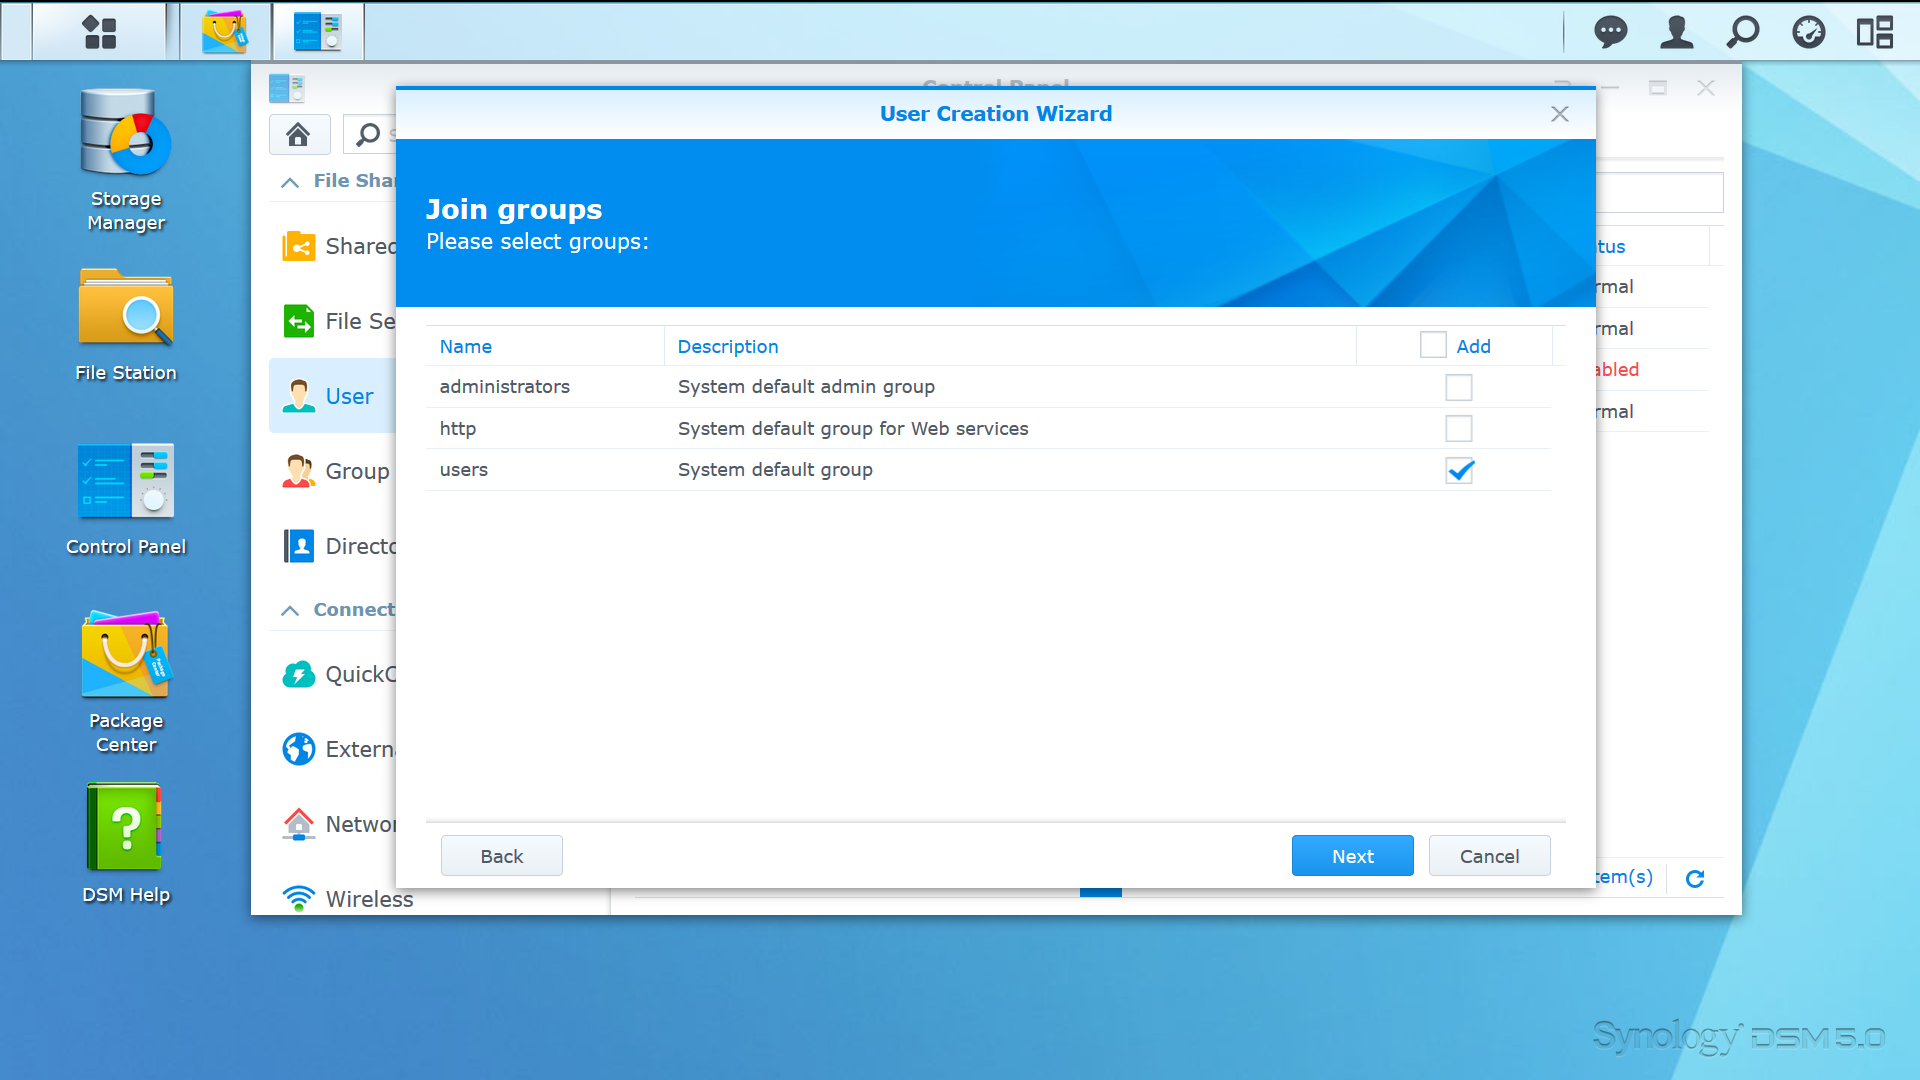 Storage
Manager
File Station
Control Panel
Package
Center
DSM Help
Control Panel
File Sha
Shared
File Se
User
Group
Directo
Connect
QuickC
Externa
Networ
Wireless
User Creation Wizard
Join groups
Please select groups:
Name Description Add
administrators System default admin group
http System default group for Web services
users System default group
Back Next Cancel
tus
rmal
rmal
abled
rmal
tem(s)
Synology DSM 5.0